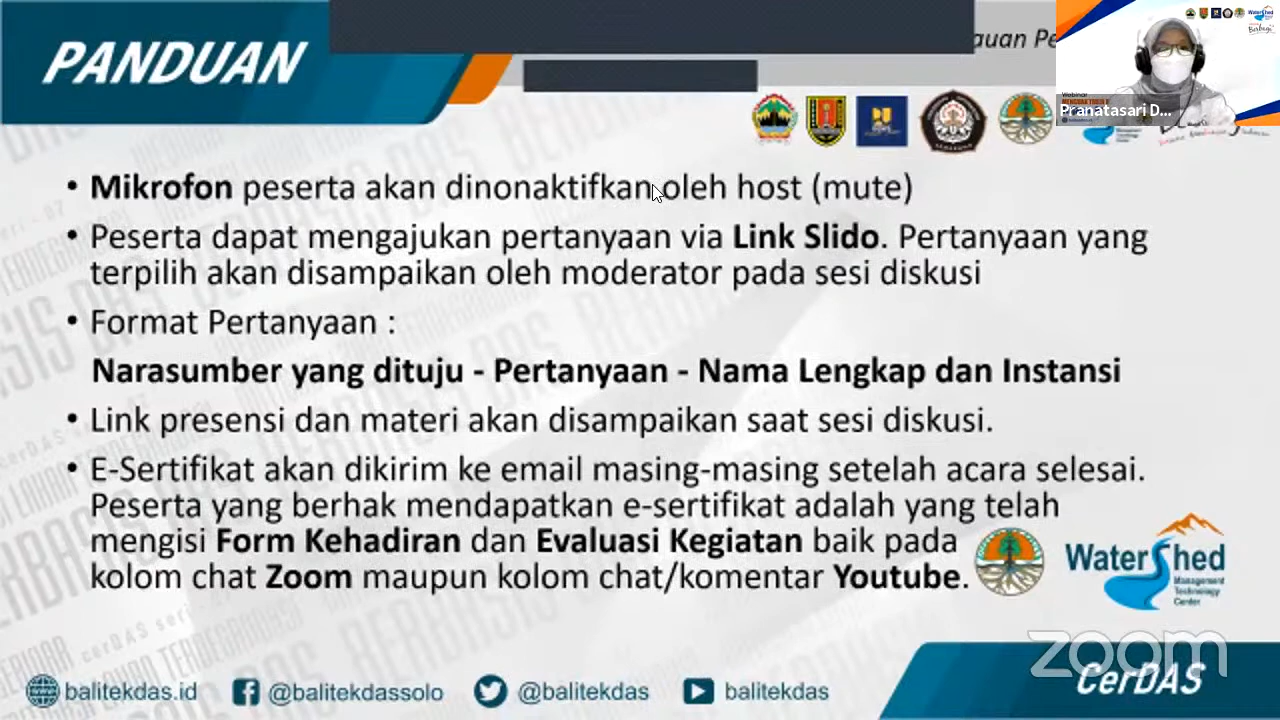 PANDUAN
auan Pe
Webinar
Pranatasari D...
• Mikrofon peserta akan dinonaktifkan oleh host (mute)
• Peserta dapat mengajukan pertanyaan via Link Slido. Pertanyaan yang
terpilih akan disampaikan oleh moderator pada sesi diskusi
• Format Pertanyaan :
Narasumber yang dituju - Pertanyaan - Nama Lengkap dan Instansi
• Link presensi dan materi akan disampaikan saat sesi diskusi.
• E-Sertifikat akan dikirim ke email masing-masing setelah acara selesai.
Peserta yang berhak mendapatkan e-sertifikat adalah yang telah
mengisi Form Kehadiran dan Evaluasi Kegiatan baik pada
kolom chat Zoom maupun kolom chat/komentar Youtube.
WaterShed
Management
Technology
Center
zoom
CerDAS
balitekdas.id
@balitekdassolo
@balitekdas
balitekdas